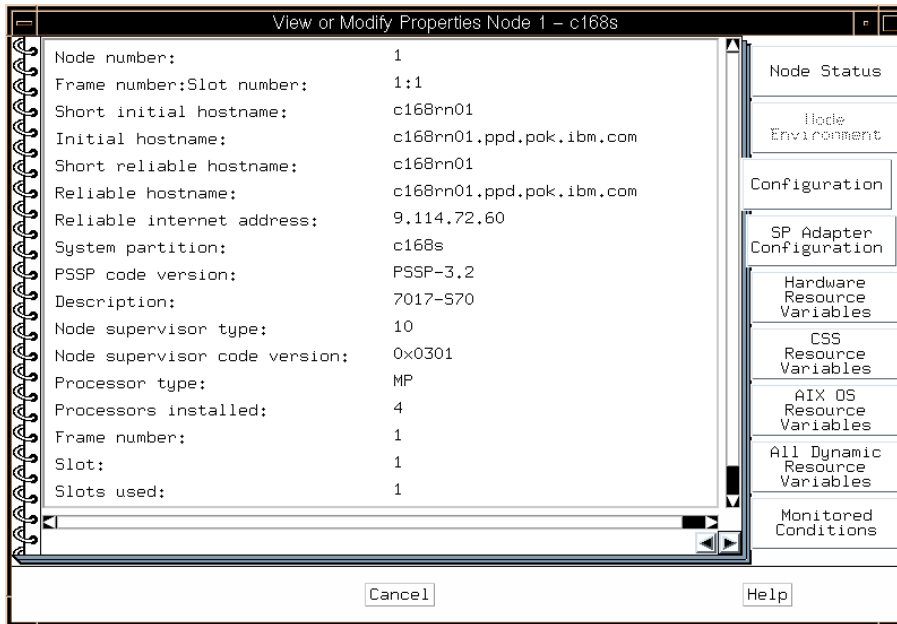 View or Modify Properties Node 1 – c168s
Node number: 1
Frame number:Slot number: 1:1
Short initial hostname: c168rn01
Initial hostname: c168rn01.ppd.pok.ibm.com
Short reliable hostname: c168rn01
Reliable hostname: c168rn01.ppd.pok.ibm.com
Reliable internet address: 9.114.72.60
System partition: c168s
PSSP code version: PSSP-3.2
Description: 7017-S70
Node supervisor type: 10
Node supervisor code version: 0x0301
Processor type: MP
Processors installed: 4
Frame number: 1
Slot: 1
Slots used: 1
Node Status
Node
Environment
Configuration
SP Adapter
Configuration
Hardware
Resource
Variables
CSS
Resource
Variables
AIX OS
Resource
Variables
All Dynamic
Resource
Variables
Monitored
Conditions
Cancel
Help